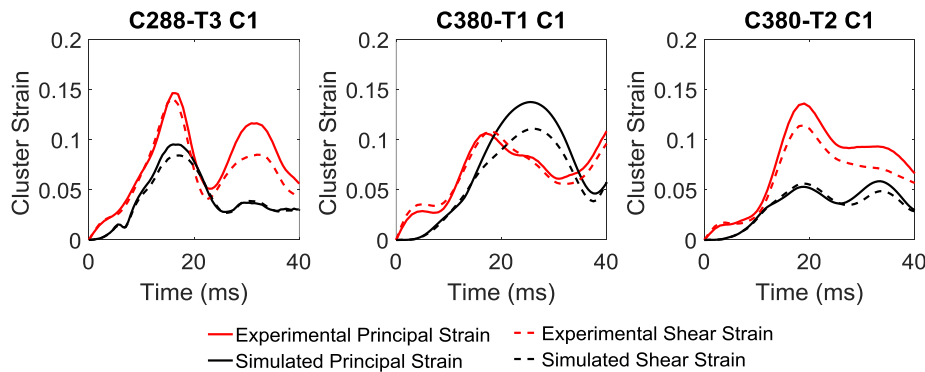 C288-T3 C1 C380-T1 C1 C380-T2 C1
0.2 0.2 0.2
0.15 0.15 0.15
0.1 0.1 0.1
0.05 0.05 0.05
0 0 0
Cluster Strain Cluster Strain Cluster Strain
0 20 40 0 20 40 0 20 40
Time (ms) Time (ms) Time (ms)
Experimental Principal Strain Experimental Shear Strain
Simulated Principal Strain Simulated Shear Strain